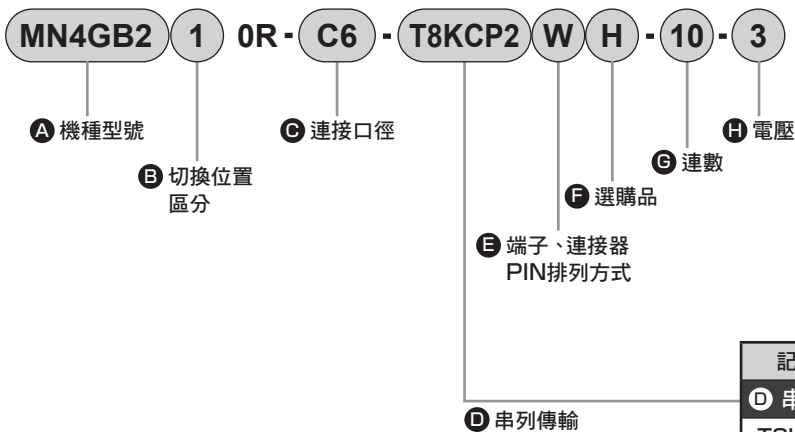 MN4GB2 1 0R - C6 - T8KCP2 W H - 10 - 3
A 機種型號
B 切換位置
區分
C 連接口徑
H 電壓
G 連數
F 選購品
E 端子、連接器
PIN排列方式
D 串列傳輸
記
D 串